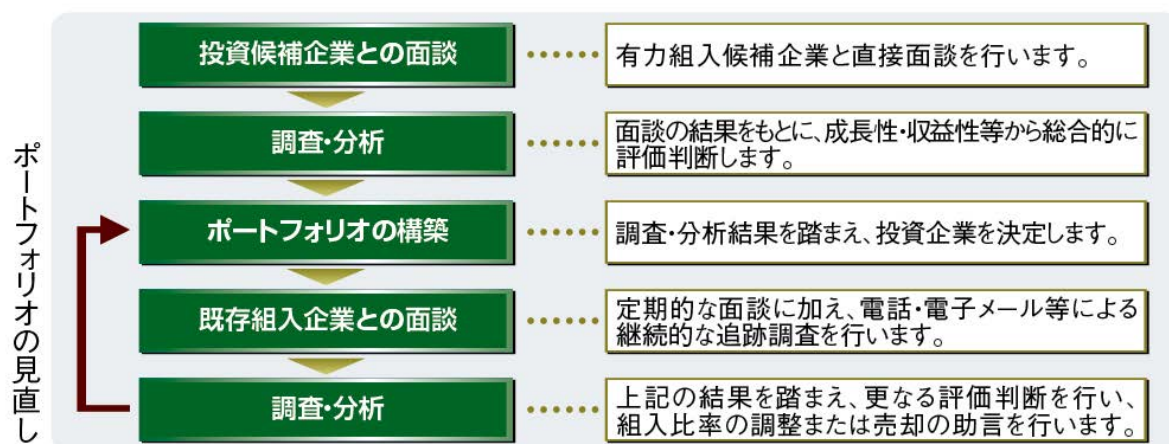 投資候補企業との面談
有力組入候補企業と直接面談を行います。
調査・分析
面談の結果をもとに、成長性・収益性等から総合的に
評価判断します。
ポートフォリオの構築
調査・分析結果を踏まえ、投資企業を決定します。
既存組入企業との面談
定期的な面談に加え、電話・電子メール等による
継続的な追跡調査を行います。
調査・分析
上記の結果を踏まえ、更なる評価判断を行い、
組入比率の調整または売却の助言を行います。
ポートフォリオの見直し